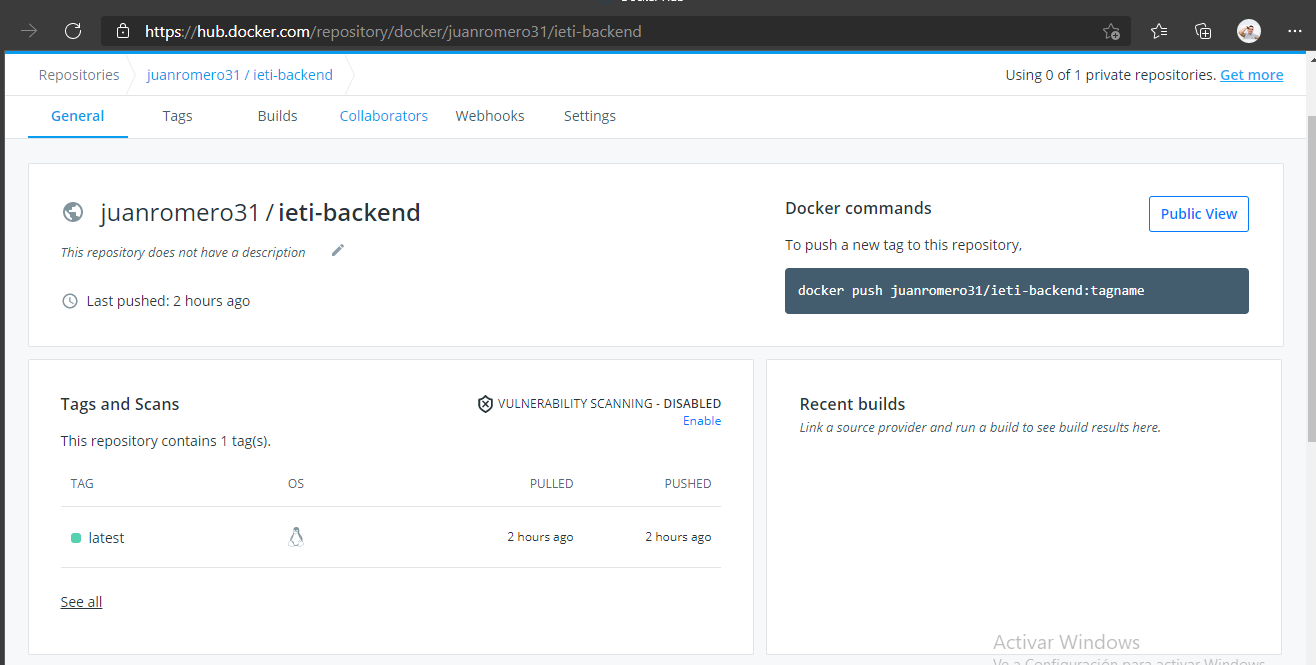 https://hub.docker.com/repository/docker/juanromero31/ieti-backend
Repositories juanromero31 / ieti-backend Using 0 of 1 private repositories. Get more
General Tags Builds Collaborators Webhooks Settings
juanromero31 / ieti-backend
This repository does not have a description
Last pushed: 2 hours ago
Docker commands
Public View
To push a new tag to this repository,
docker push juanromero31/ieti-backend:tagname
Tags and Scans
VULNERABILITY SCANNING - DISABLED
Enable
This repository contains 1 tag(s).
TAG OS PULLED PUSHED
latest 2 hours ago 2 hours ago
See all
Recent builds
Link a source provider and run a build to see build results here.
Activar Windows
Ve a Configuración para activar Windows